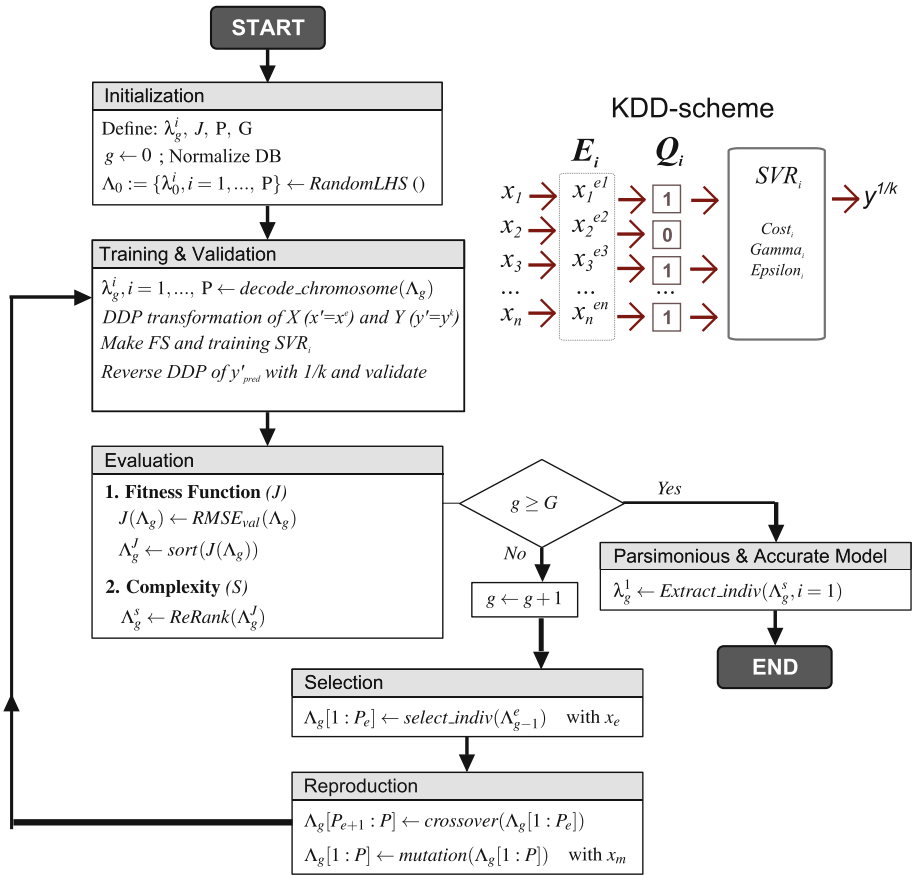 START
Initialization
Define: λ_g^i, J, P, G
g ← 0 ; Normalize DB
Λ_0 := {λ_0^i, i = 1, ..., P} ← RandomLHS ()
Training & Validation
λ_g^i, i = 1, ..., P ← decode_chromosome(Λ_g)
DDP transformation of X (x'=x^e) and Y (y'=y^k)
Make FS and training SVR_i
Reverse DDP of y'_pred with 1/k and validate
KDD-scheme
E_i Q_i
x_1 x_1^e1 1
x_2 x_2^e2 0
x_3 x_3^e3 1
... ... ...
x_n x_n^en 1
SVR_i
Cost_i
Gamma_i
Epsilon_i
y^1/k
Evaluation
1. Fitness Function (J)
J(Λ_g) ← RMSE_val(Λ_g)
Λ_g^J ← sort(J(Λ_g))
2. Complexity (S)
Λ_g^s ← ReRank(Λ_g^J)
g ≥ G
Yes
No
g ← g + 1
Parsimonious & Accurate Model
λ_g^1 ← Extract_indiv(Λ_g^s, i = 1)
END
Selection
Λ_g[1 : P_e] ← select_indiv(Λ_g-1^e) with x_e
Reproduction
Λ_g[P_e+1 : P] ← crossover(Λ_g[1 : P_e])
Λ_g[1 : P] ← mutation(Λ_g[1 : P]) with x_m